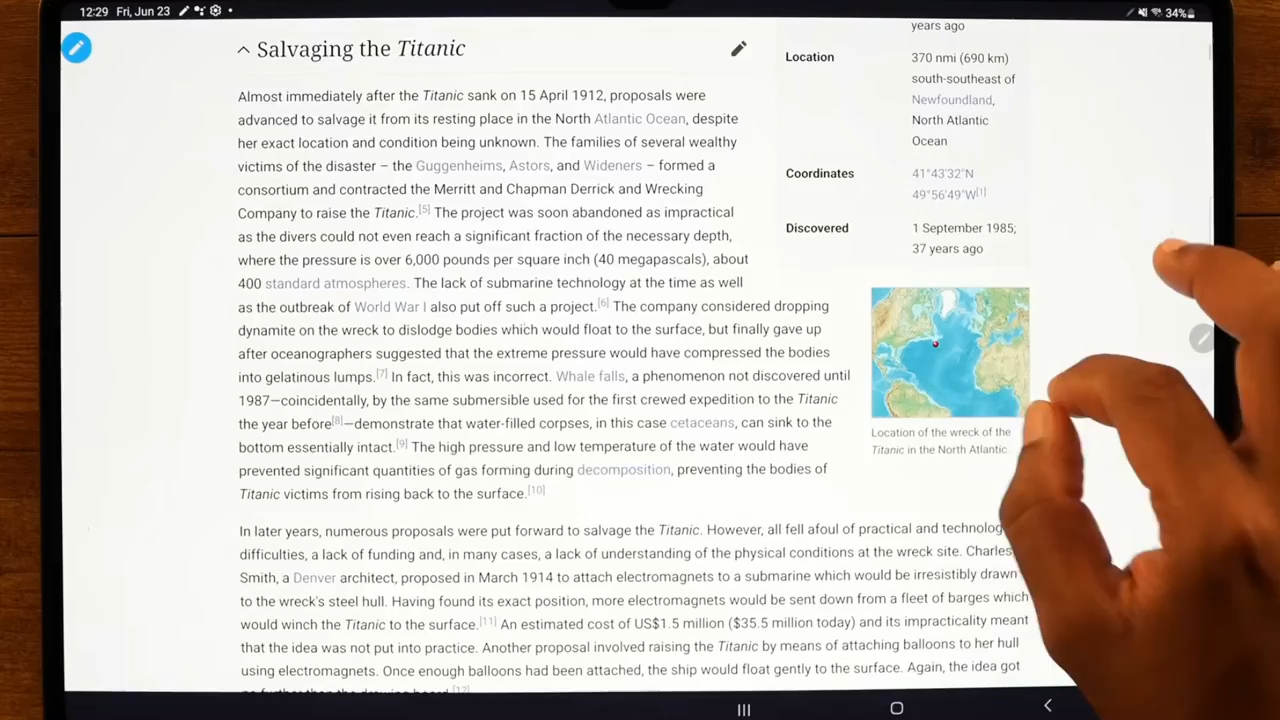 12:29 Fri, Jun 23
34%
Salvaging the Titanic
Almost immediately after the Titanic sank on 15 April 1912, proposals were
advanced to salvage it from its resting place in the North Atlantic Ocean, despite
her exact location and condition being unknown. The families of several wealthy
victims of the disaster – the Guggenheims, Astors, and Wideners – formed a
consortium and contracted the Merritt and Chapman Derrick and Wrecking
Company to raise the Titanic.[5] The project was soon abandoned as impractical
as the divers could not even reach a significant fraction of the necessary depth,
where the pressure is over 6,000 pounds per square inch (40 megapascals), about
400 standard atmospheres. The lack of submarine technology at the time as well
as the outbreak of World War I also put off such a project.[6] The company considered dropping
dynamite on the wreck to dislodge bodies which would float to the surface, but finally gave up
after oceanographers suggested that the extreme pressure would have compressed the bodies
into gelatinous lumps.[7] In fact, this was incorrect. Whale falls, a phenomenon not discovered until
1987—coincidentally, by the same submersible used for the first crewed expedition to the Titanic
the year before[8]—demonstrate that water-filled corpses, in this case cetaceans, can sink to the
bottom essentially intact.[9] The high pressure and low temperature of the water would have
prevented significant quantities of gas forming during decomposition, preventing the bodies of
Titanic victims from rising back to the surface.[10]
In later years, numerous proposals were put forward to salvage the Titanic. However, all fell afoul of practical and technolog
difficulties, a lack of funding and, in many cases, a lack of understanding of the physical conditions at the wreck site. Charles
Smith, a Denver architect, proposed in March 1914 to attach electromagnets to a submarine which would be irresistibly drawn
to the wreck's steel hull. Having found its exact position, more electromagnets would be sent down from a fleet of barges which
would winch the Titanic to the surface.[11] An estimated cost of US$1.5 million ($35.5 million today) and its impracticality meant
that the idea was not put into practice. Another proposal involved raising the Titanic by means of attaching balloons to her hull
using electromagnets. Once enough balloons had been attached, the ship would float gently to the surface. Again, the idea got
no further than the drawing board.[12]
years ago
Location
370 nmi (690 km)
south-southeast of
Newfoundland,
North Atlantic
Ocean
Coordinates
41°43′32″N
49°56′49″W[1]
Discovered
1 September 1985;
37 years ago
Location of the wreck of the
Titanic in the North Atlantic.